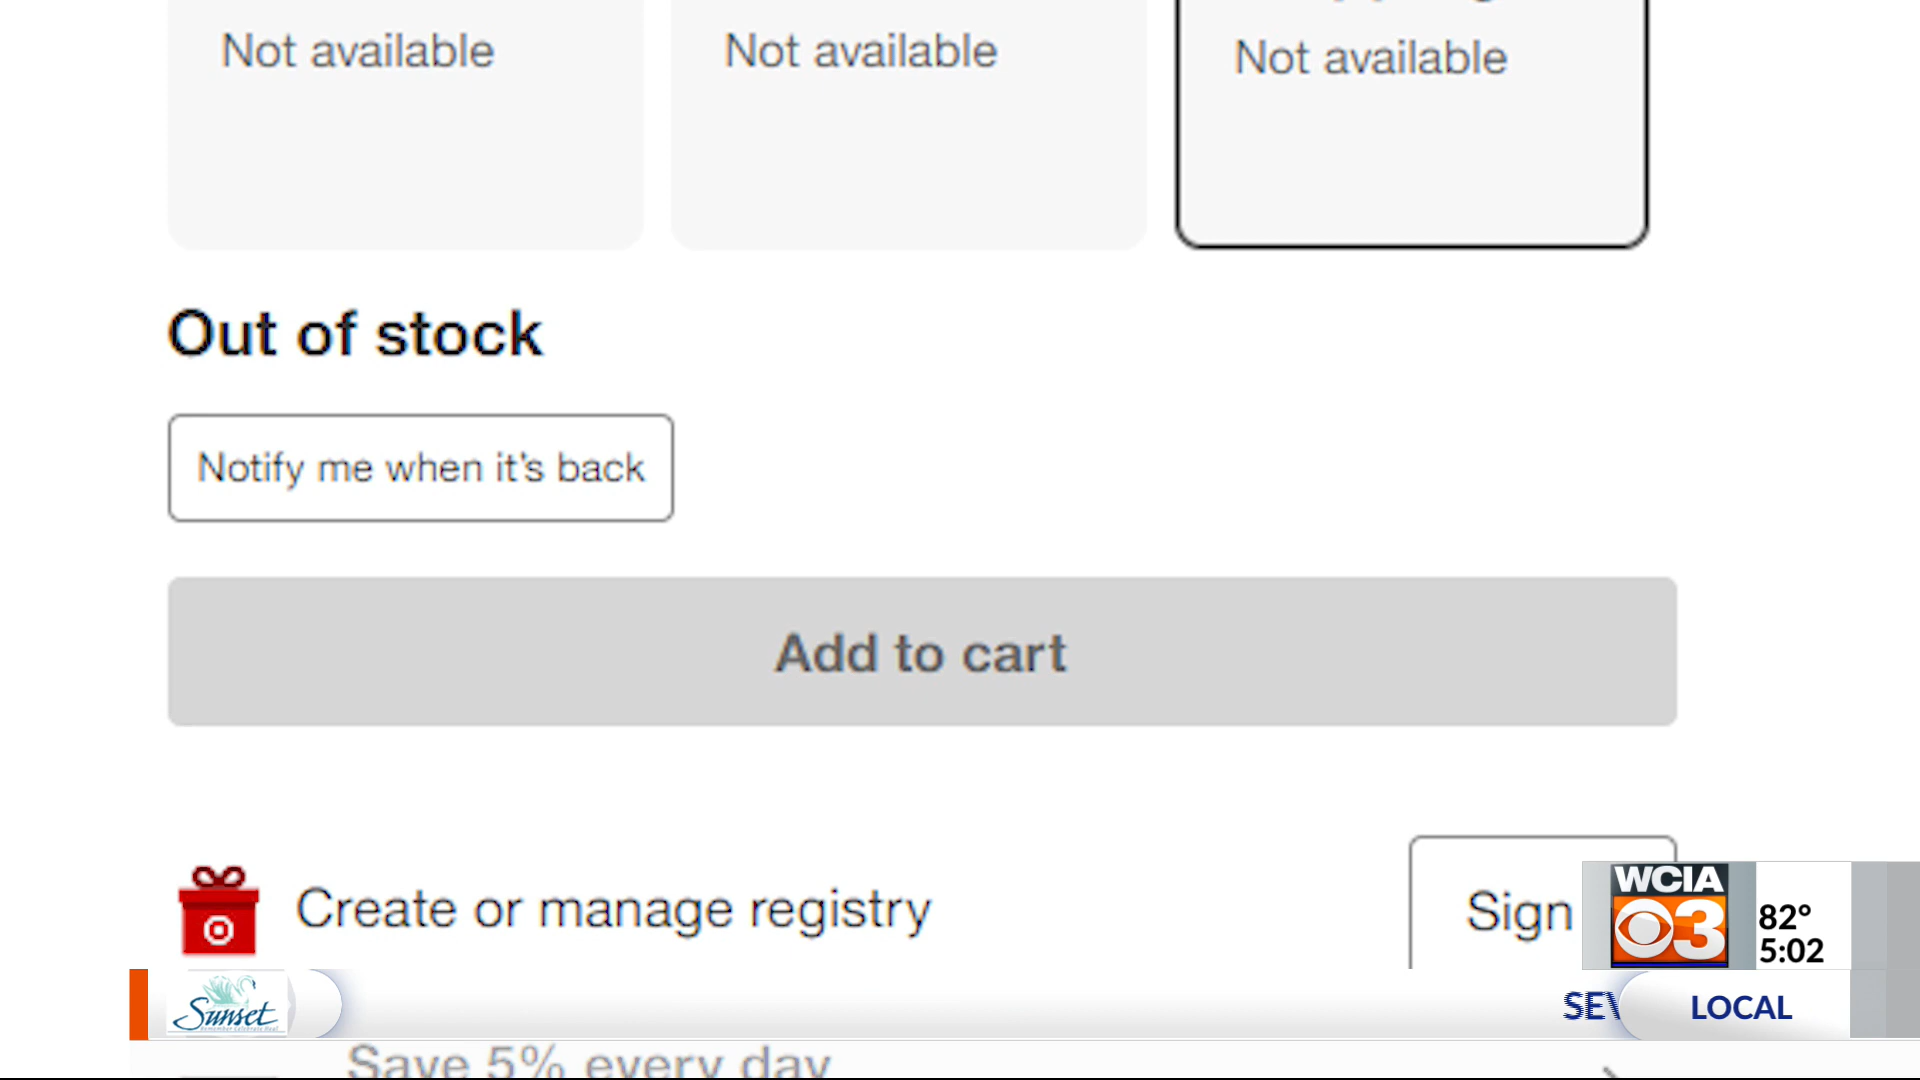 Not available
Not available
Not available
Out of stock
Notify me when it's back
Add to cart
Create or manage registry
Sign
WCIA
3
82°
5:02
Sunset
LOCAL
Save 5% every day